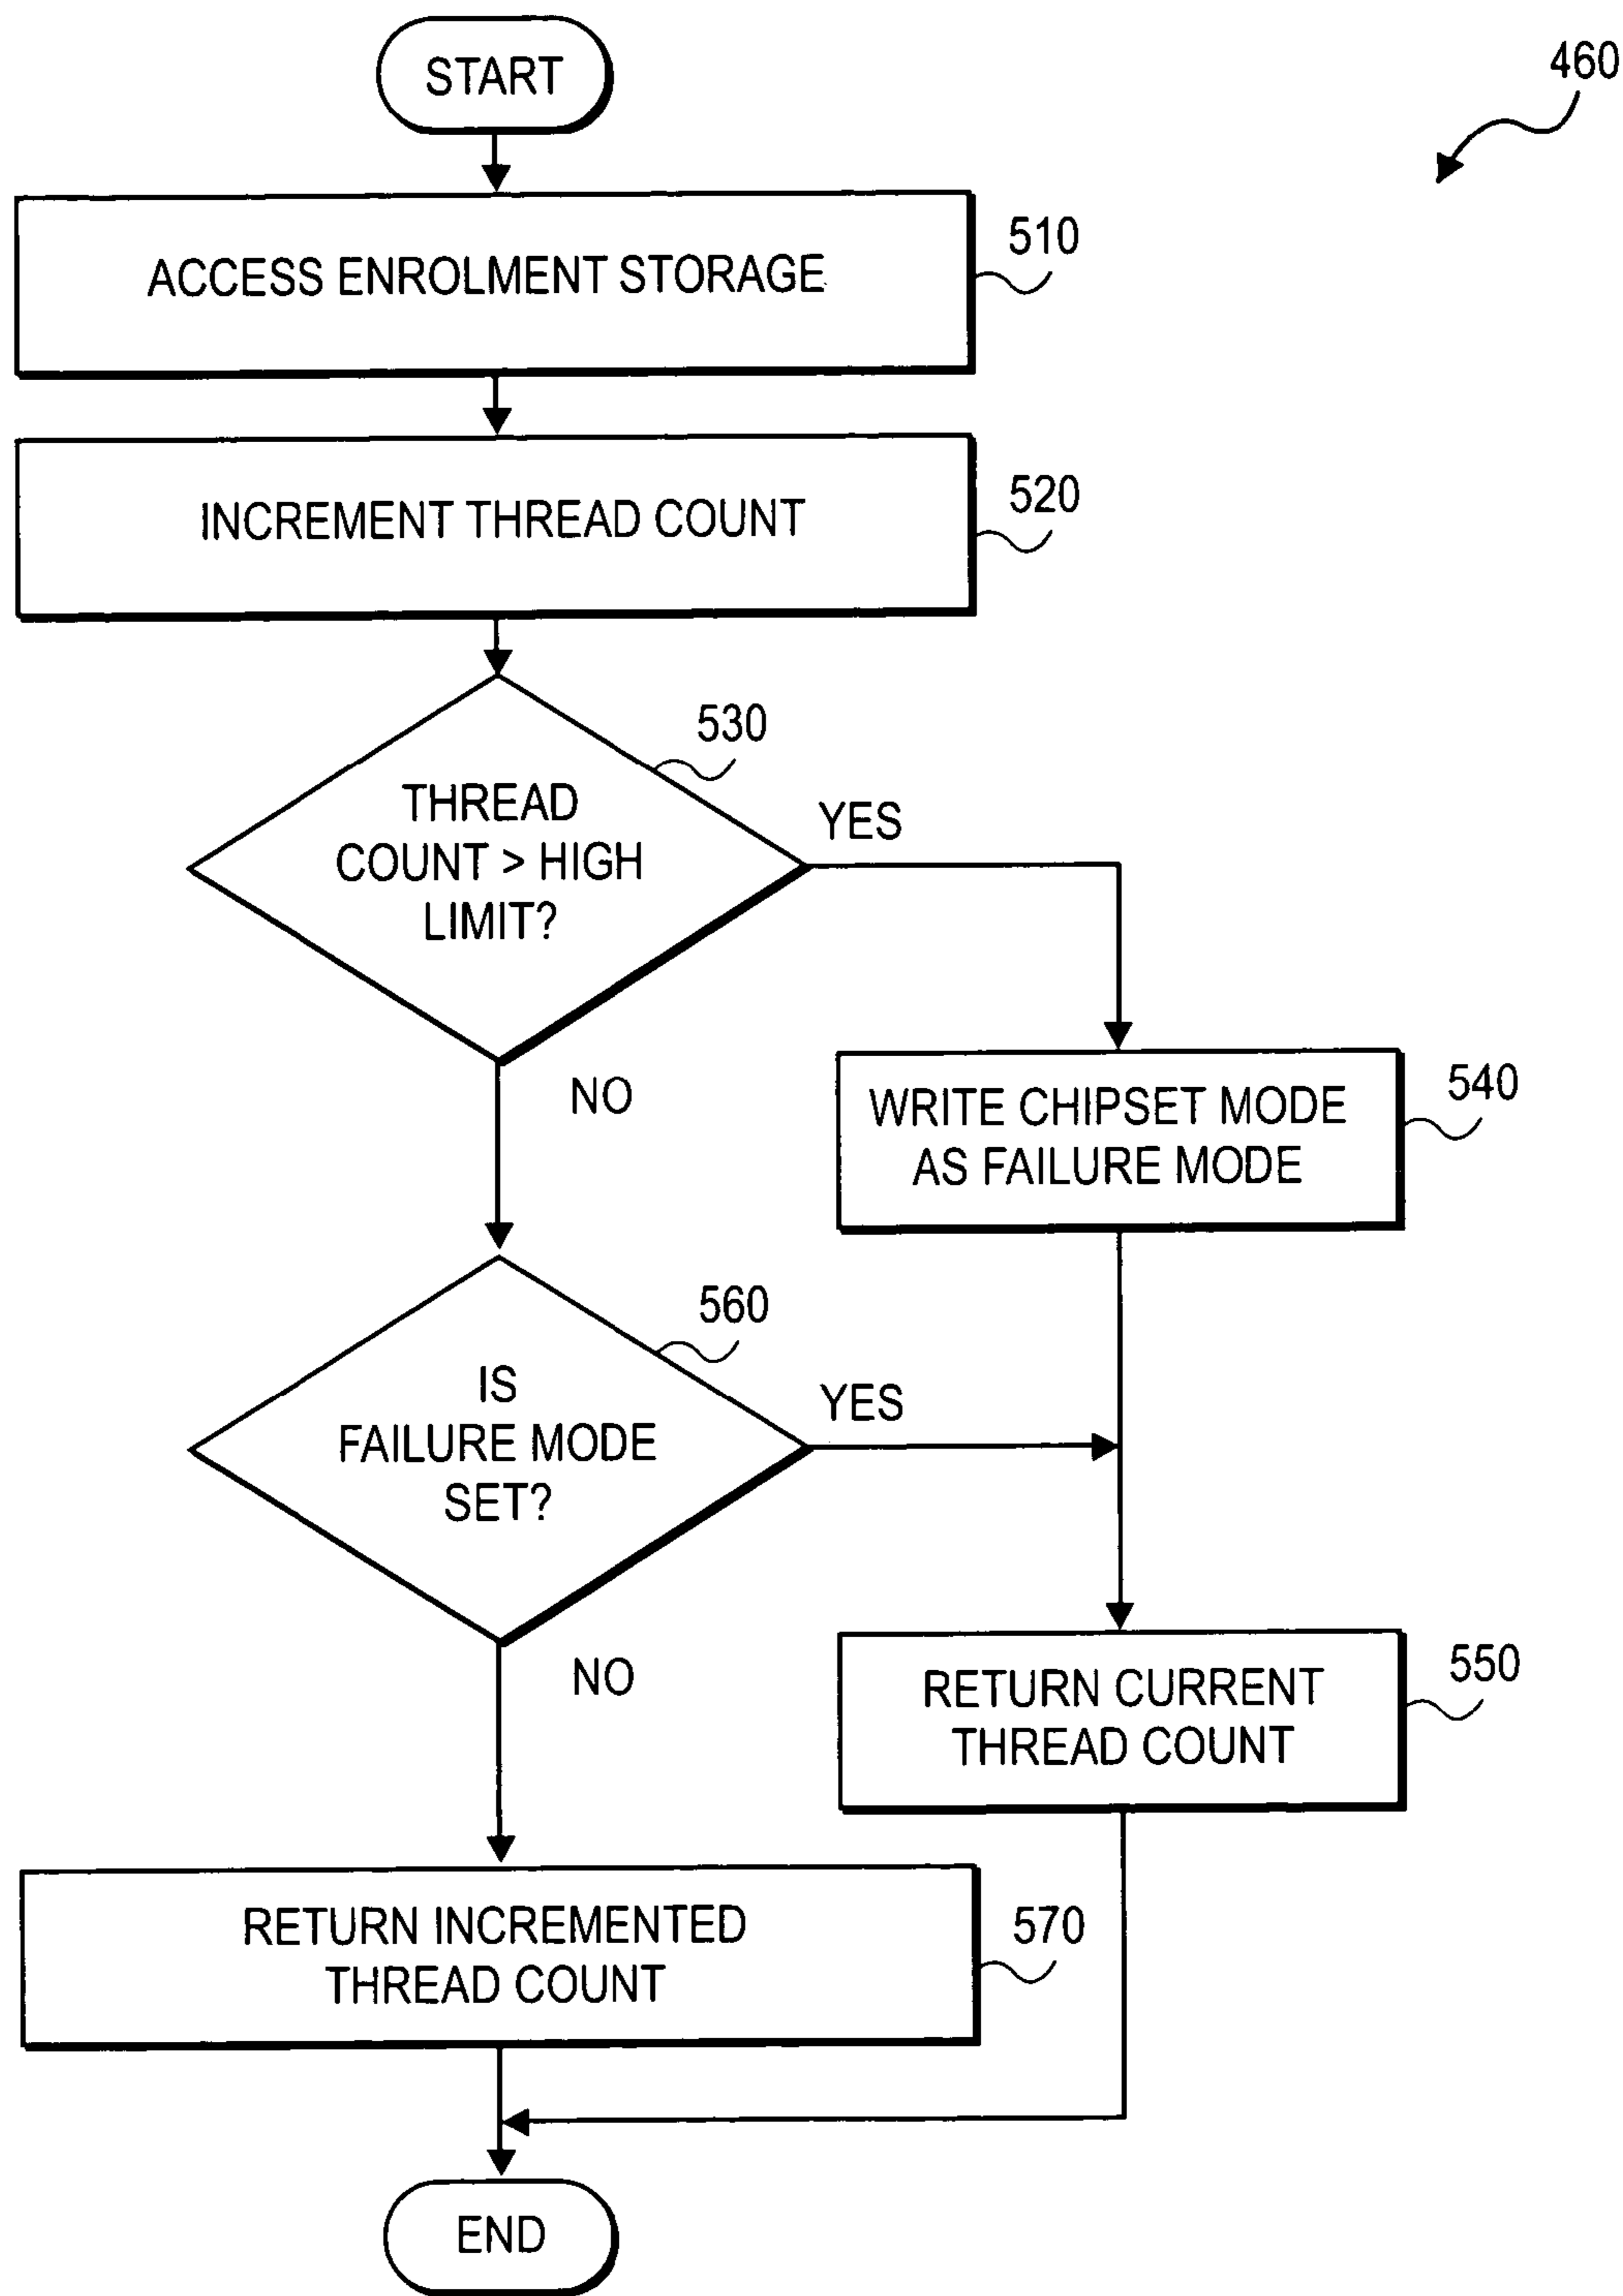 START
460
ACCESS ENROLMENT STORAGE
510
INCREMENT THREAD COUNT
520
530
THREAD
COUNT > HIGH
LIMIT?
YES
NO
WRITE CHIPSET MODE
AS FAILURE MODE
540
560
IS
FAILURE MODE
SET?
YES
NO
RETURN CURRENT
THREAD COUNT
550
RETURN INCREMENTED
THREAD COUNT
570
END